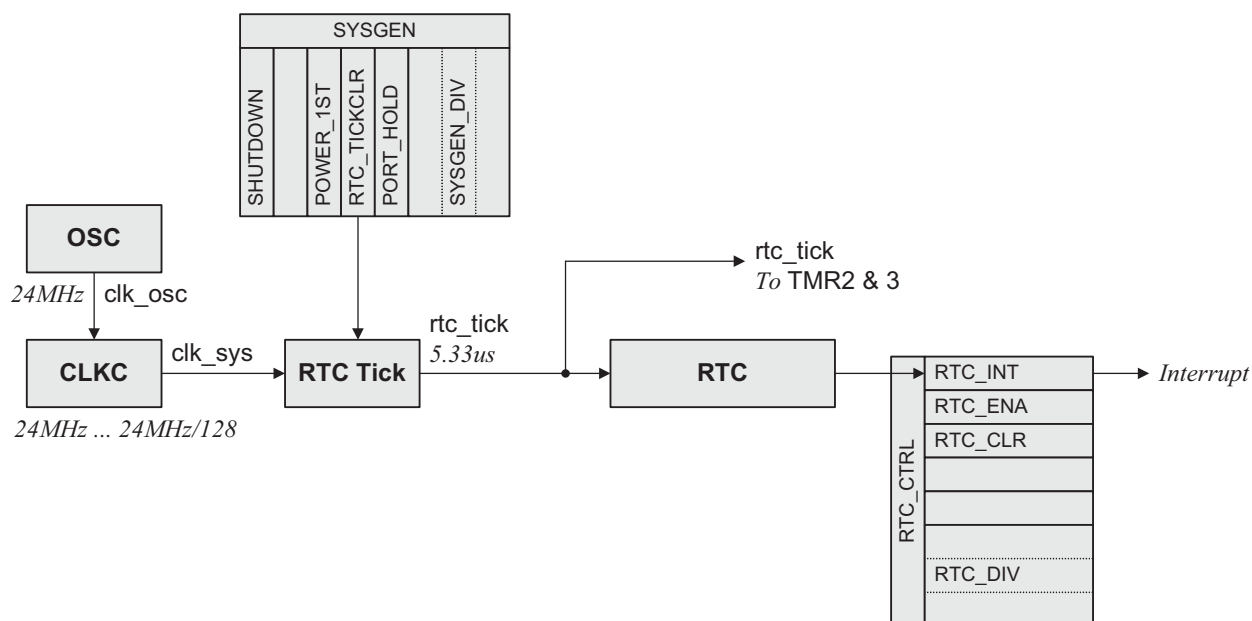 SYSGEN
SHUTDOWN
POWER_1ST
RTC_TICKCLR
PORT_HOLD
SYSGEN_DIV
OSC
24MHz
clk_osc
CLKC
24MHz ... 24MHz/128
clk_sys
RTC Tick
rtc_tick
5.33us
rtc_tick
To TMR2 & 3
RTC
RTC_CTRL
RTC_INT
RTC_ENA
RTC_CLR
RTC_DIV
Interrupt